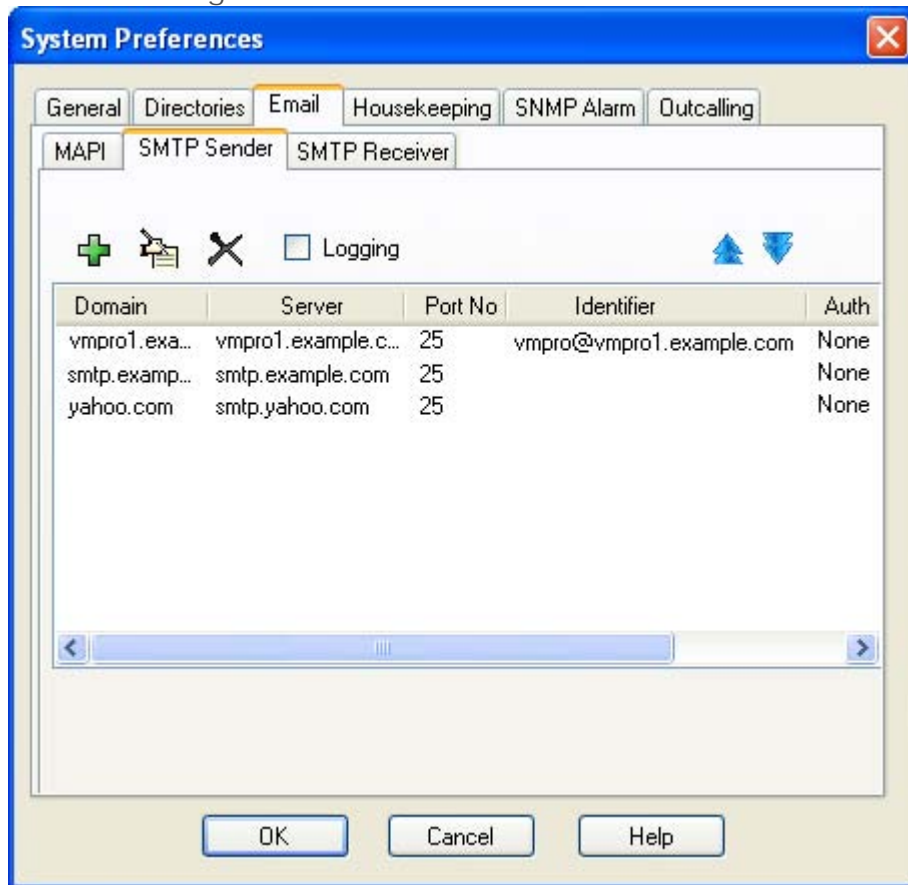 System Preferences
General Directories Email Housekeeping SNMP Alarm Outcalling
MAPI SMTP Sender SMTP Receiver
Logging
Domain Server Port No Identifier Auth
vmpro1.exa... vmpro1.example.c... 25 vmpro@vmpro1.example.com None
smtp.examp... smtp.example.com 25 None
yahoo.com smtp.yahoo.com 25 None
OK Cancel Help